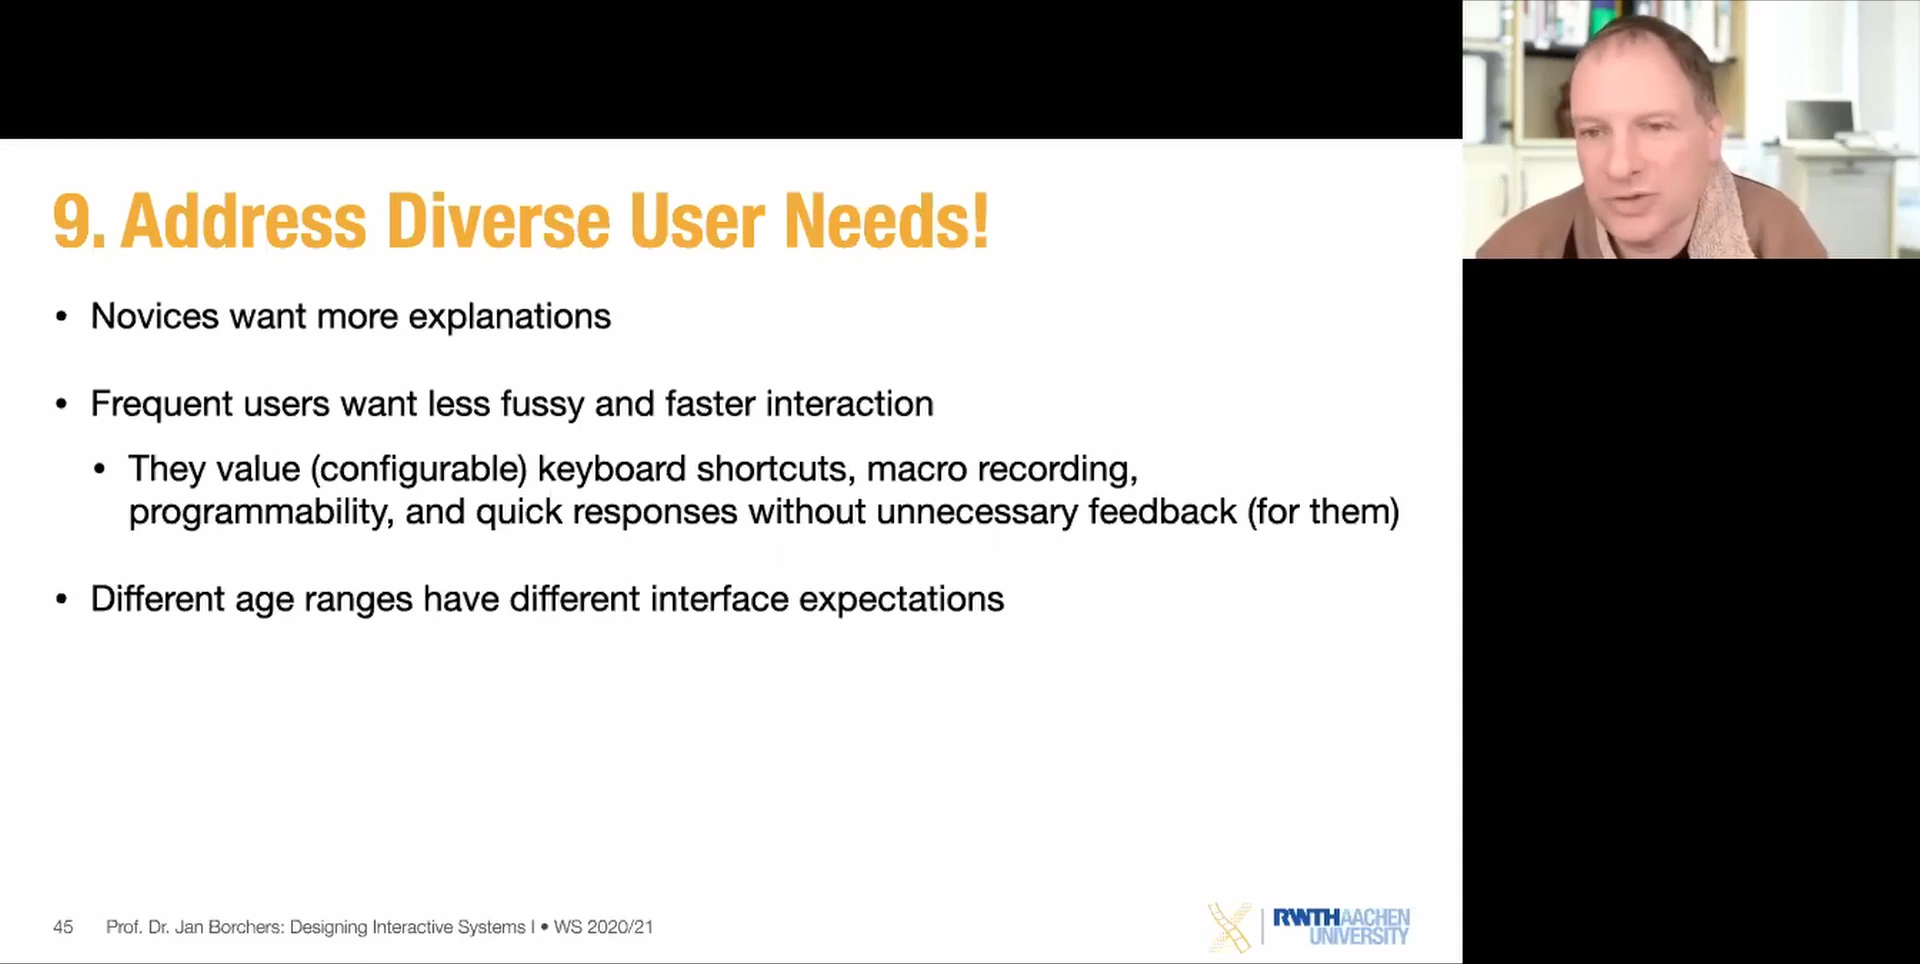 9. Address Diverse User Needs!
• Novices want more explanations
• Frequent users want less fussy and faster interaction
• They value (configurable) keyboard shortcuts, macro recording,
programmability, and quick responses without unnecessary feedback (for them)
• Different age ranges have different interface expectations
45 Prof. Dr. Jan Borchers: Designing Interactive Systems I • WS 2020/21
RWTHAACHEN
UNIVERSITY